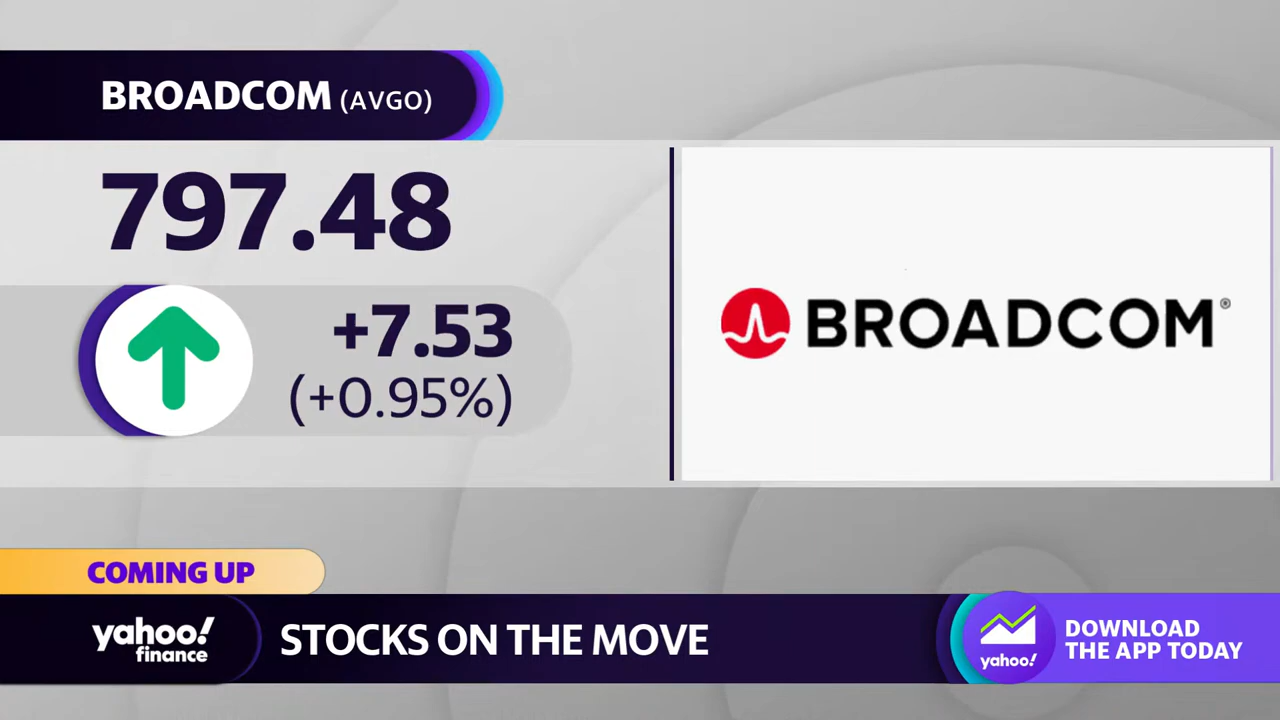 BROADCOM (AVGO)
797.48
+7.53
(+0.95%)
BROADCOM®
COMING UP
yahoo!
finance
STOCKS ON THE MOVE
yahoo!
DOWNLOAD
THE APP TODAY